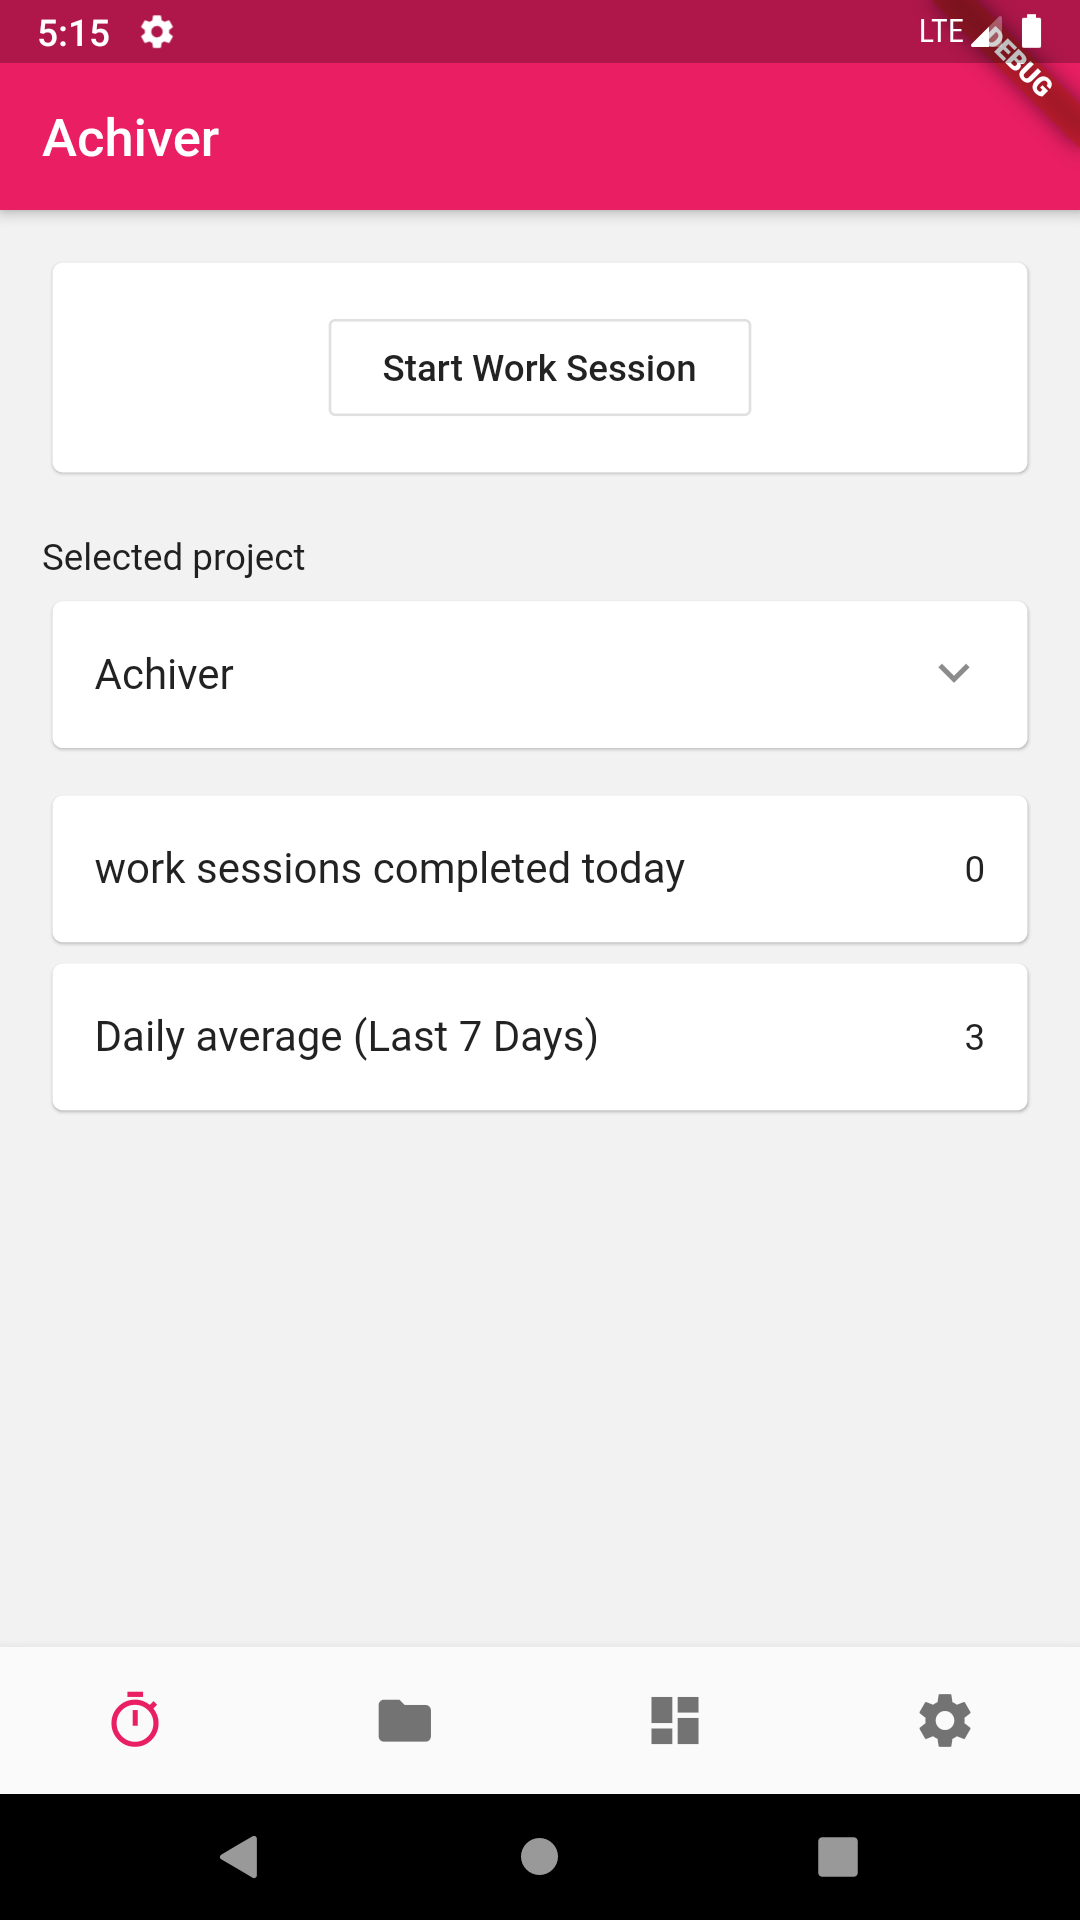 5:15
LTE
DEBUG
Achiver
Start Work Session
Selected project
Achiver
work sessions completed today 0
Daily average (Last 7 Days) 3